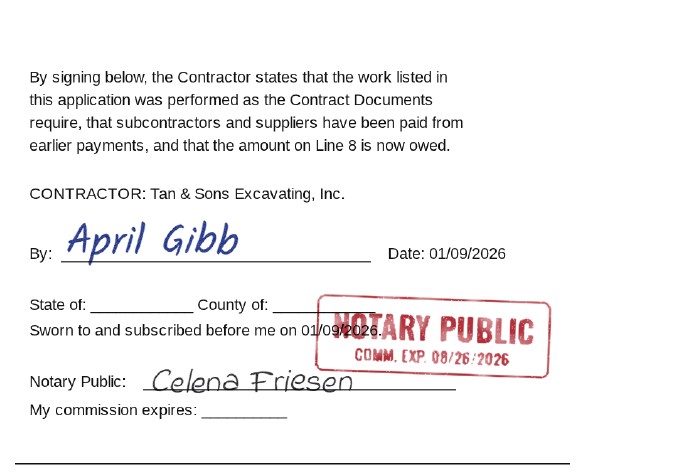 By signing below, the Contractor states that the work listed in
this application was performed as the Contract Documents
require, that subcontractors and suppliers have been paid from
earlier payments, and that the amount on Line 8 is now owed.
CONTRACTOR: Tan & Sons Excavating, Inc.
By: April Gibb Date: 01/09/2026
State of: ____________ County of: ____________
Sworn to and subscribed before me on 01/09/2026.
NOTARY PUBLIC
COMM. EXP. 08/26/2026
Notary Public: Celena Friesen
My commission expires: __________